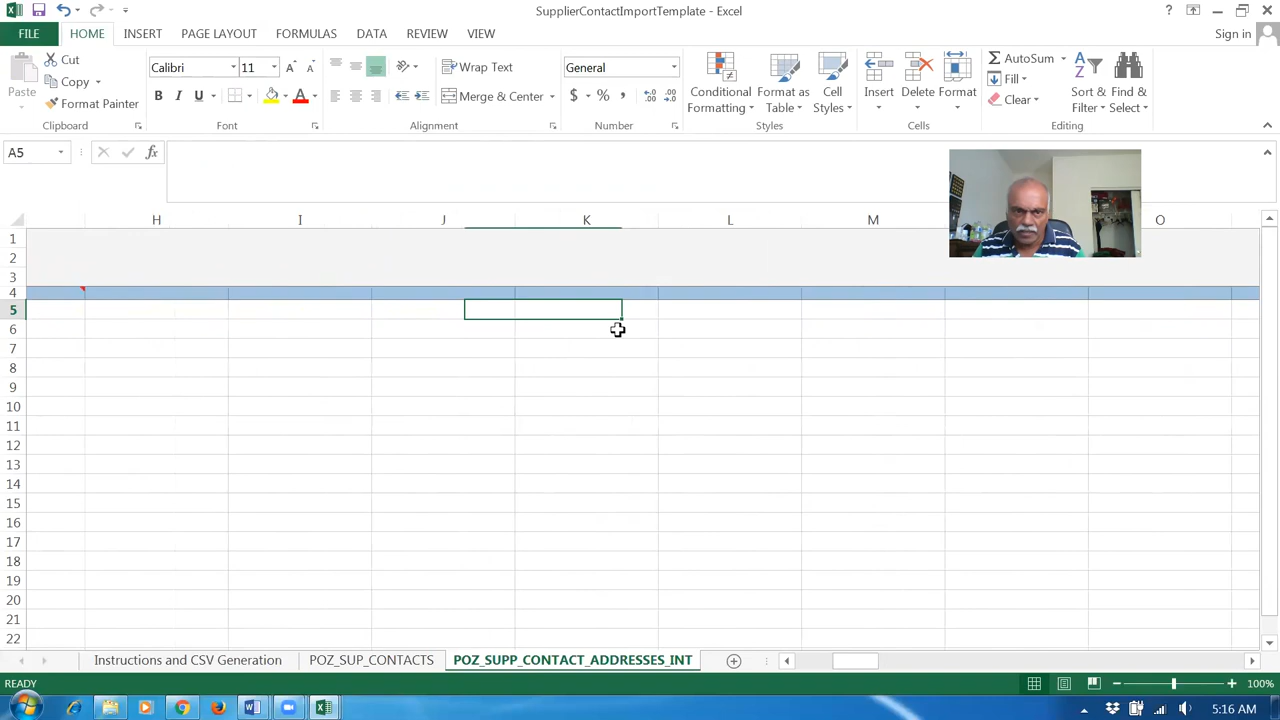 SupplierContactImportTemplate - Excel
FILE HOME INSERT PAGE LAYOUT FORMULAS DATA REVIEW VIEW Sign in
Paste Cut Copy Format Painter
Clipboard
Calibri 11
B I U A
Font
Wrap Text
Merge & Center
Alignment
General
$ % ,
Number
Conditional Formatting
Format as Table
Cell Styles
Styles
Insert Delete Format
Cells
AutoSum
Fill
Clear
Sort & Filter
Find & Select
Editing
A5 fx
H I J K L M O
1
2
3
4
5
6
7
8
9
10
11
12
13
14
15
16
17
18
19
20
21
22
Instructions and CSV Generation POZ_SUP_CONTACTS POZ_SUPP_CONTACT_ADDRESSES_INT
READY 100%
5:16 AM